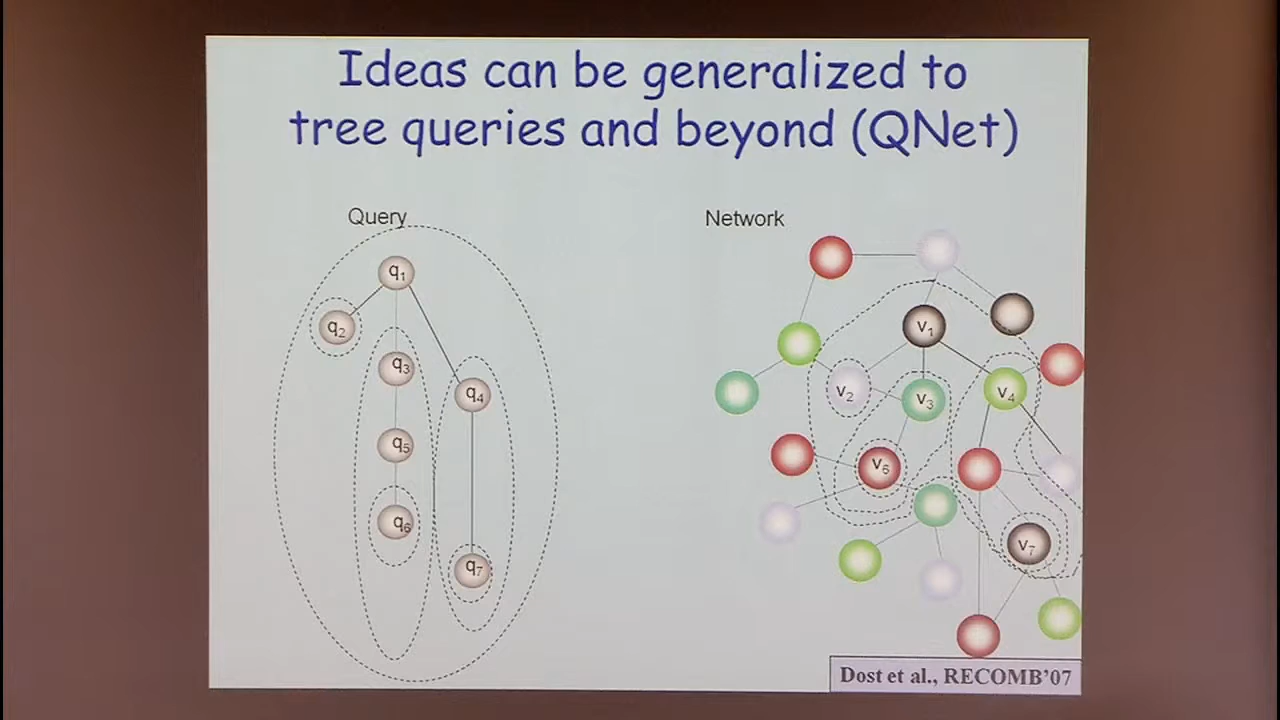 Ideas can be generalized to
tree queries and beyond (QNet)
Query
Network
q1
q2
q3
q4
q5
q6
q7
v1
v2
v3
v4
v6
v7
Dost et al., RECOMB'07